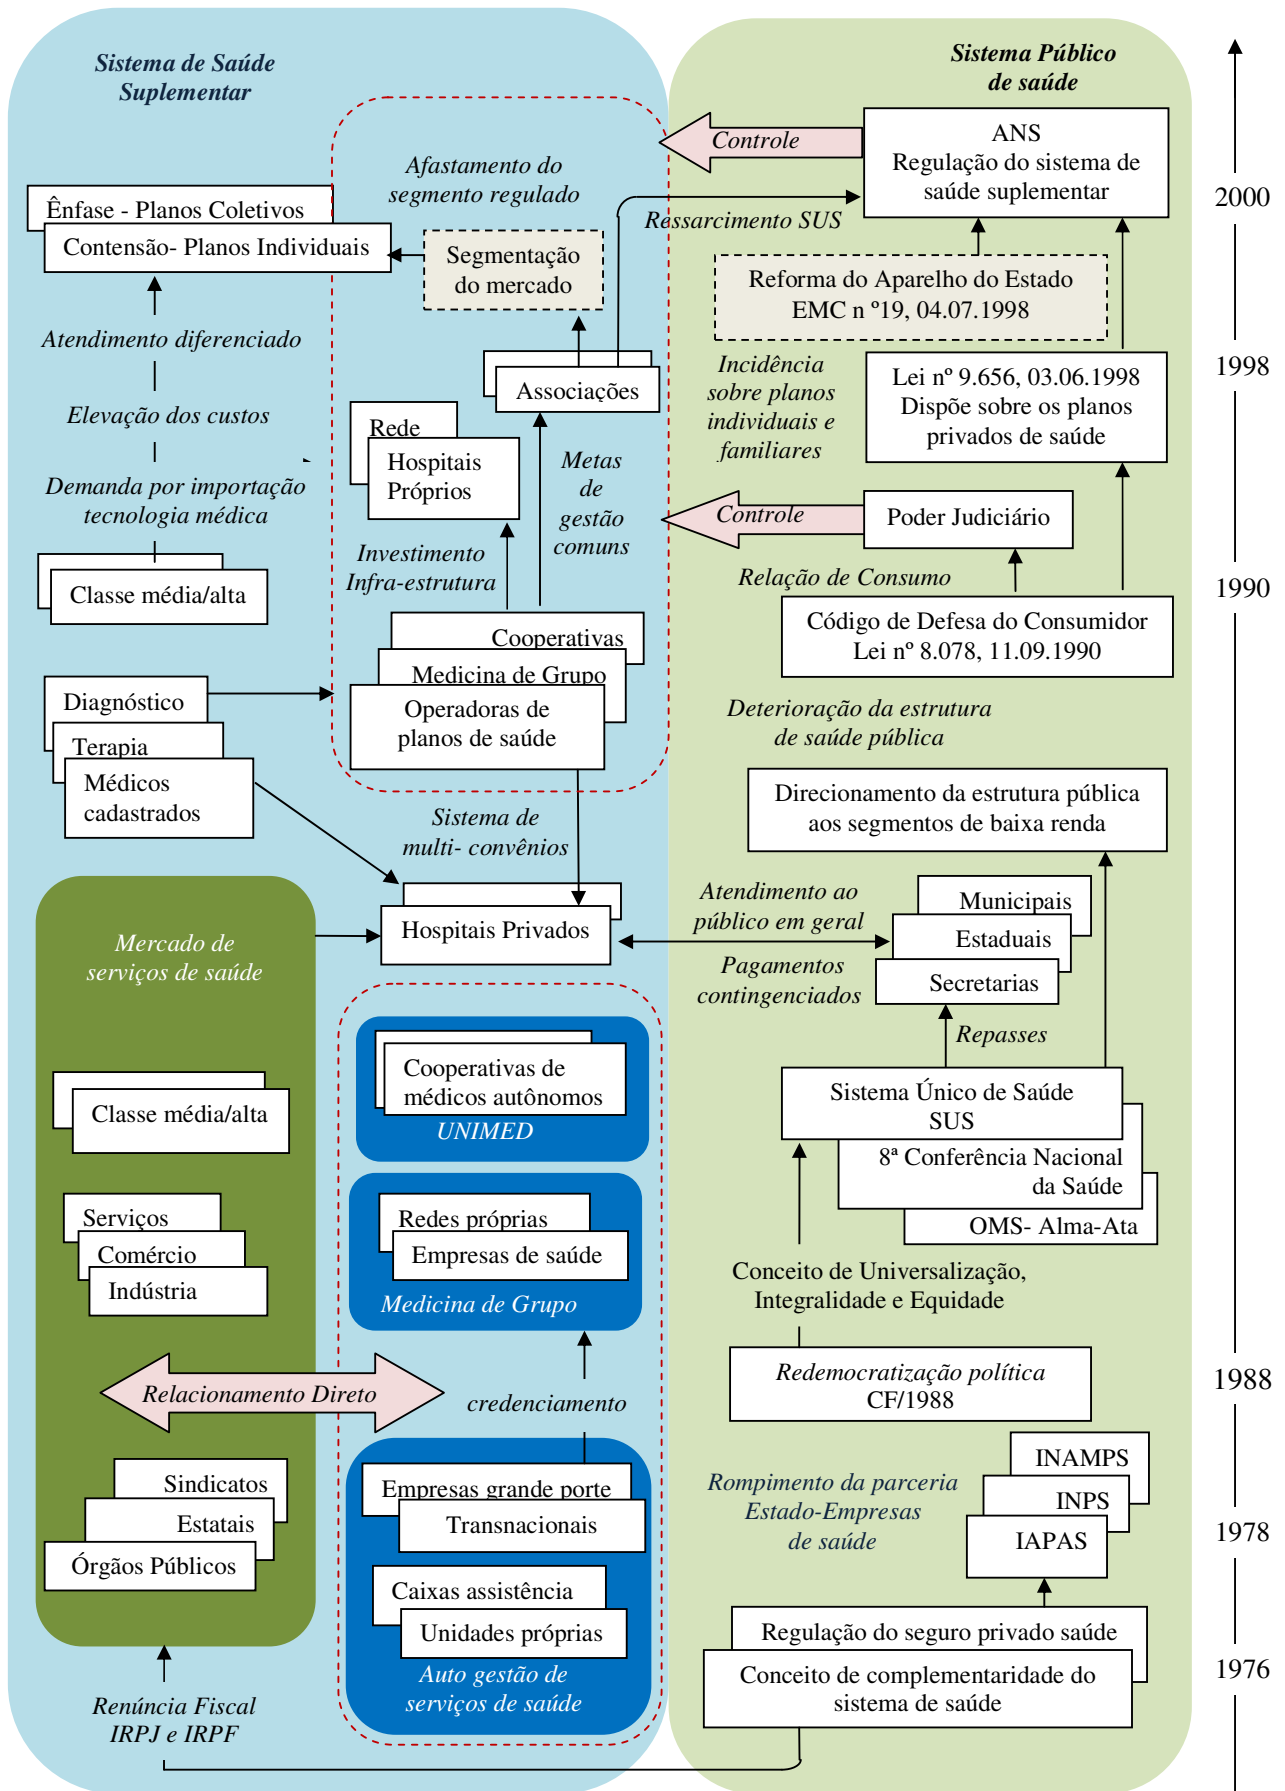 Sistema de Saúde
Suplementar
Sistema Público
de saúde
Controle
ANS
Regulação do sistema de
saúde suplementar
2000
Afastamento do
segmento regulado
Ressarcimento SUS
Ênfase - Planos Coletivos
Contensão- Planos Individuais
Segmentação
do mercado
Reforma do Aparelho do Estado
EMC n º19, 04.07.1998
Atendimento diferenciado
Elevação dos custos
Demanda por importação
tecnologia médica
Classe média/alta
Associações
Rede
Hospitais
Próprios
Metas
de
gestão
comuns
Investimento
Infra-estrutura
Incidência
sobre planos
individuais e
familiares
Lei nº 9.656, 03.06.1998
Dispõe sobre os planos
privados de saúde
1998
Controle
Poder Judiciário
Relação de Consumo
1990
Código de Defesa do Consumidor
Lei nº 8.078, 11.09.1990
Cooperativas
Medicina de Grupo
Operadoras de
planos de saúde
Diagnóstico
Terapia
Médicos
cadastrados
Deterioração da estrutura
de saúde pública
Direcionamento da estrutura pública
aos segmentos de baixa renda
Sistema de
multi- convênios
Hospitais Privados
Atendimento ao
público em geral
Pagamentos
contingenciados
Municipais
Estaduais
Secretarias
Repasses
Mercado de
serviços de saúde
Classe média/alta
Serviços
Comércio
Indústria
Cooperativas de
médicos autônomos
UNIMED
Redes próprias
Empresas de saúde
Medicina de Grupo
Sistema Único de Saúde
SUS
8ª Conferência Nacional
da Saúde
OMS- Alma-Ata
Conceito de Universalização,
Integralidade e Equidade
Relacionamento Direto
credenciamento
Redemocratização política
CF/1988
1988
Sindicatos
Estatais
Órgãos Públicos
Empresas grande porte
Transnacionais
Caixas assistência
Unidades próprias
Auto gestão de
serviços de saúde
Rompimento da parceria
Estado-Empresas
de saúde
INAMPS
INPS
IAPAS
1978
Regulação do seguro privado saúde
Conceito de complementaridade do
sistema de saúde
1976
Renúncia Fiscal
IRPJ e IRPF